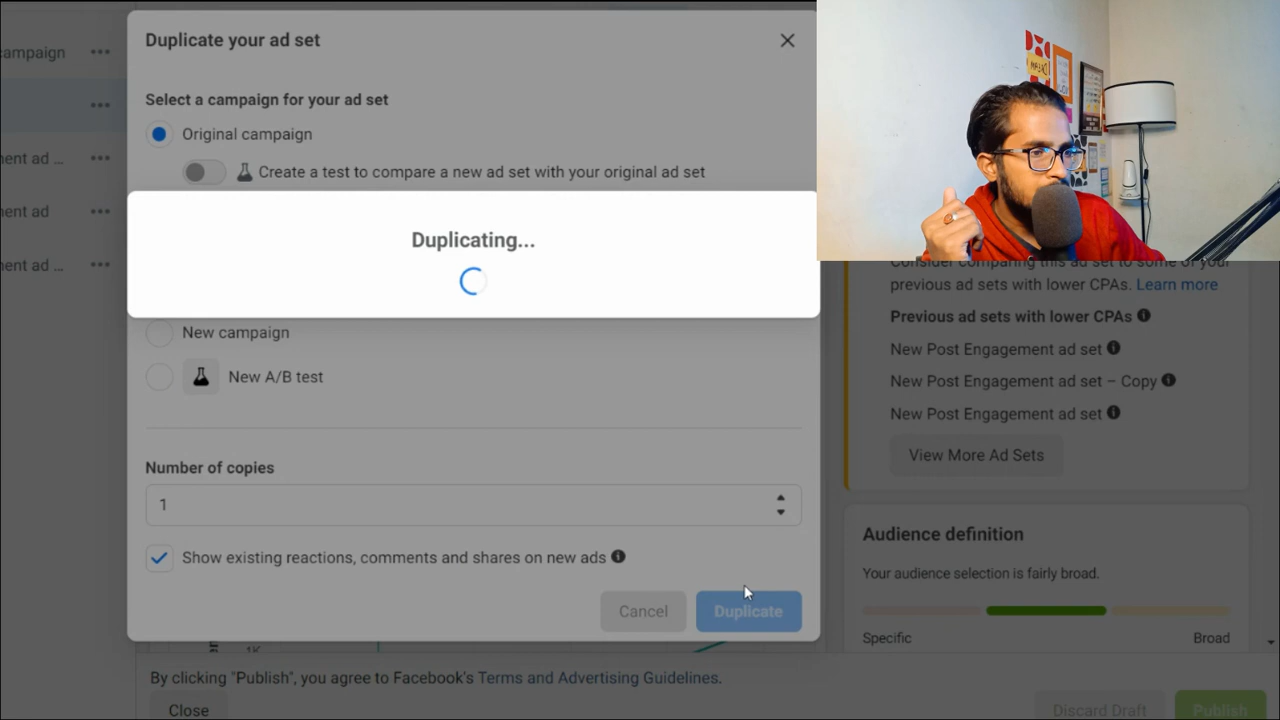 Duplicate your ad set
campaign
Select a campaign for your ad set
Original campaign
Create a test to compare a new ad set with your original ad set
ment ad ...
ment ad
ment ad ...
Duplicating...
New campaign
New A/B test
Number of copies
1
Show existing reactions, comments and shares on new ads
Cancel
Duplicate
1K
By clicking "Publish", you agree to Facebook's Terms and Advertising Guidelines.
Close
Discard Draft
Publish
Consider comparing this ad set to some of your
previous ad sets with lower CPAs. Learn more
Previous ad sets with lower CPAs
New Post Engagement ad set
New Post Engagement ad set – Copy
New Post Engagement ad set
View More Ad Sets
Audience definition
Your audience selection is fairly broad.
Specific
Broad